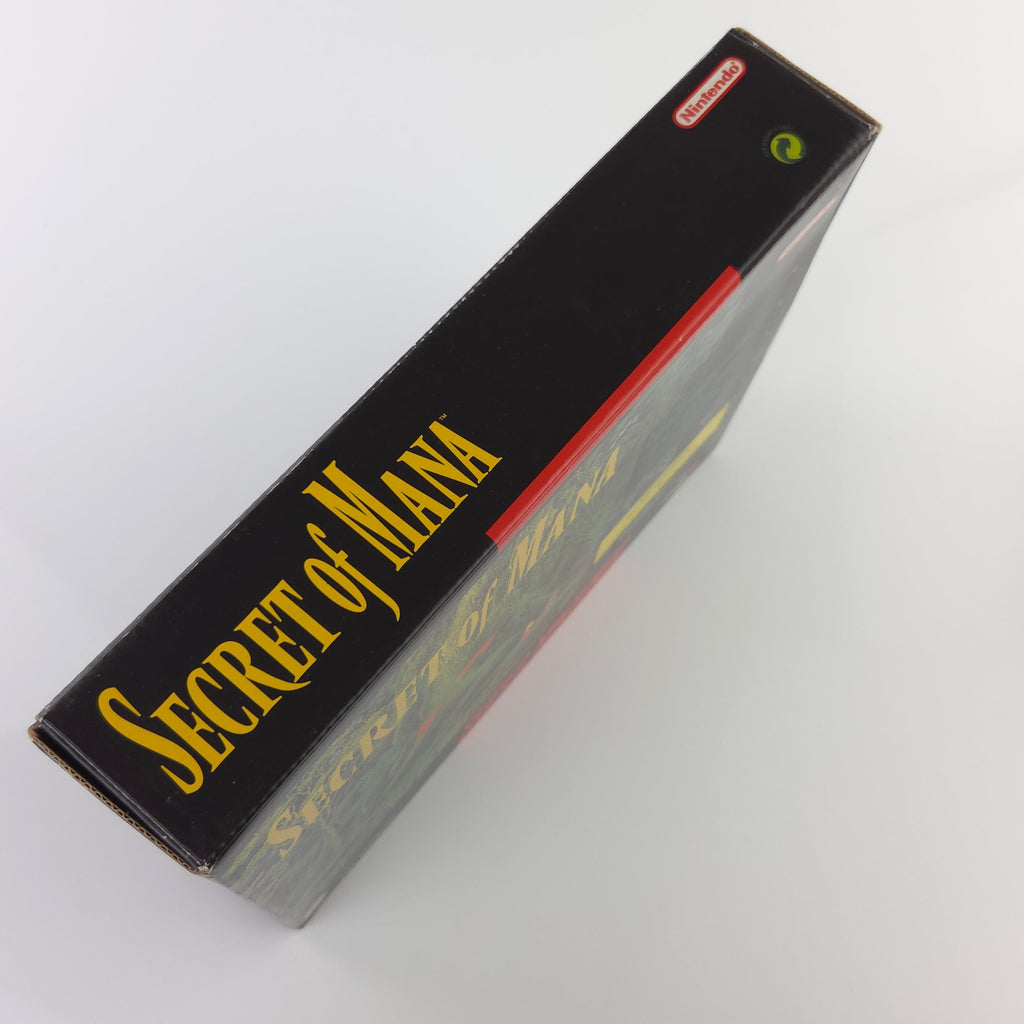 Nintendo®
SECRET OF MANA™
SECRET OF MANA